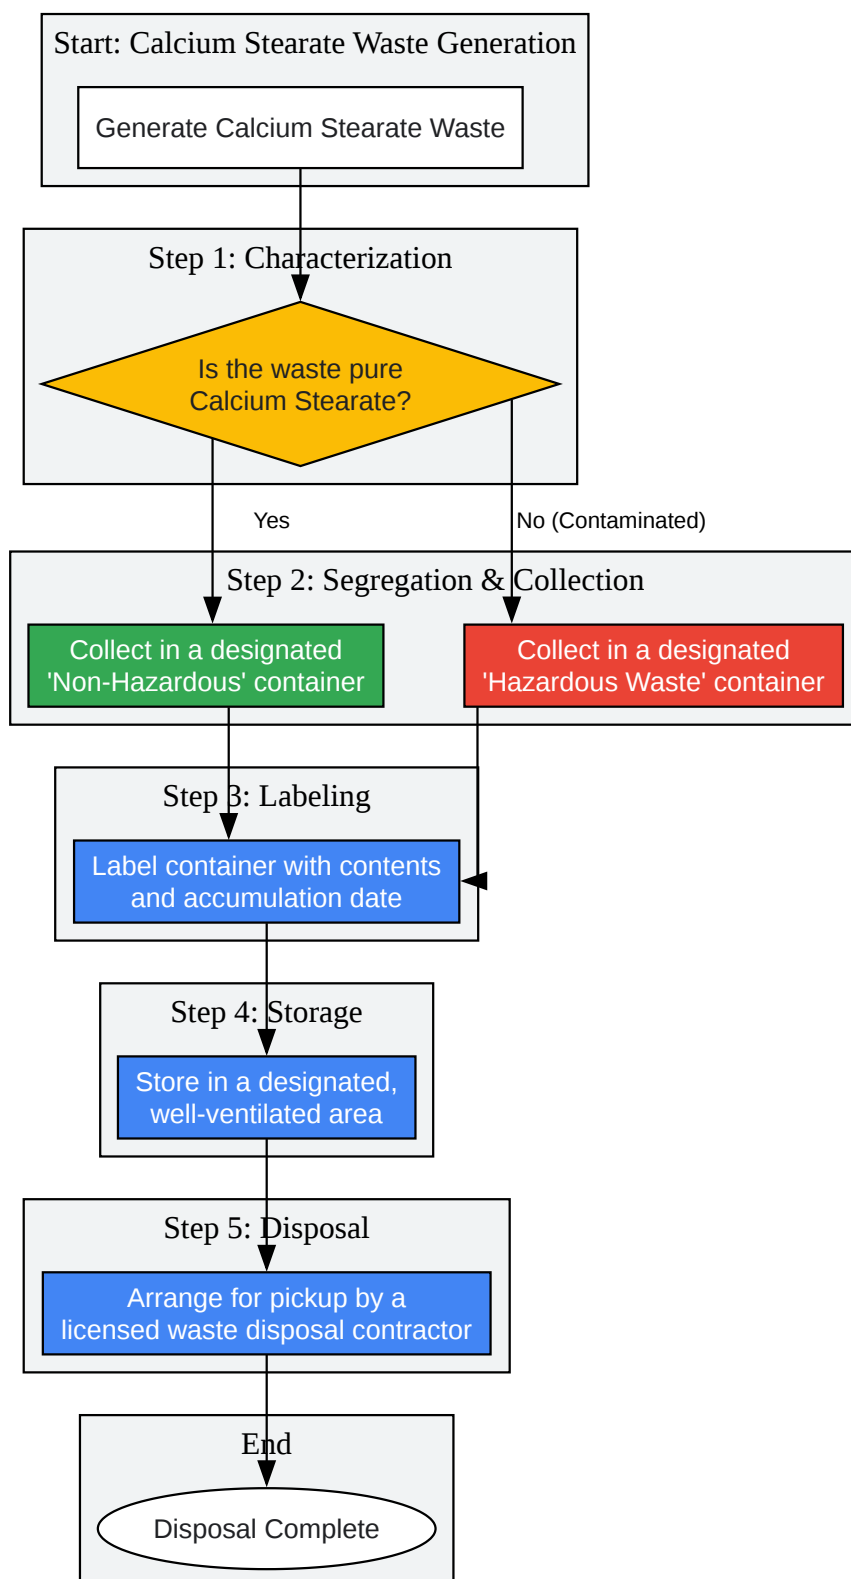 Start: Calcium Stearate Waste Generation
Generate Calcium Stearate Waste
Step 1: Characterization
Is the waste pure
Calcium Stearate?
Yes
No (Contaminated)
Step 2: Segregation & Collection
Collect in a designated
'Non-Hazardous' container
Collect in a designated
'Hazardous Waste' container
Step 3: Labeling
Label container with contents
and accumulation date
Step 4: Storage
Store in a designated,
well-ventilated area
Step 5: Disposal
Arrange for pickup by a
licensed waste disposal contractor
End
Disposal Complete